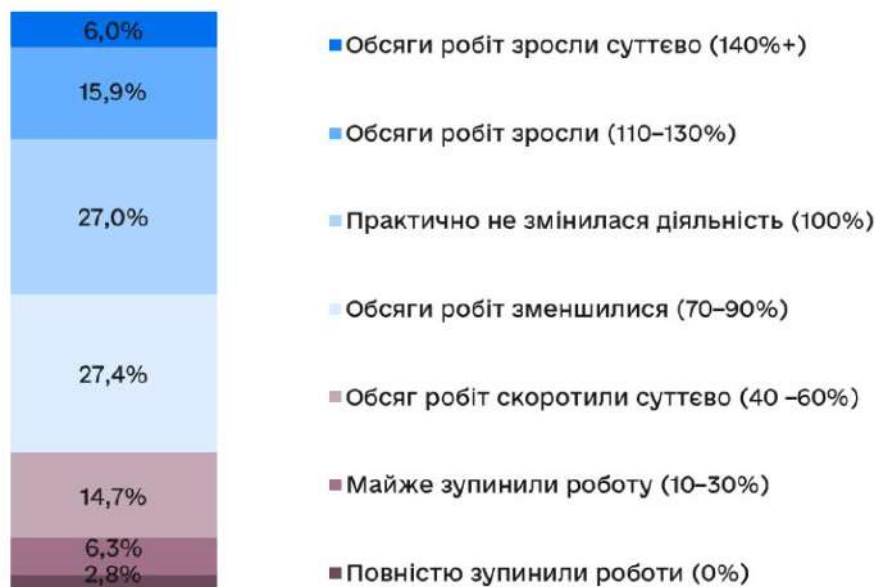 6,0%
15,9%
27,0%
27,4%
14,7%
6,3%
2,8%
Обсяги робіт зросли суттєво (140%+)
Обсяги робіт зросли (110–130%)
Практично не змінилася діяльність (100%)
Обсяги робіт зменшилися (70–90%)
Обсяг робіт скоротили суттєво (40 –60%)
Майже зупинили роботу (10–30%)
Повністю зупинили роботи (0%)